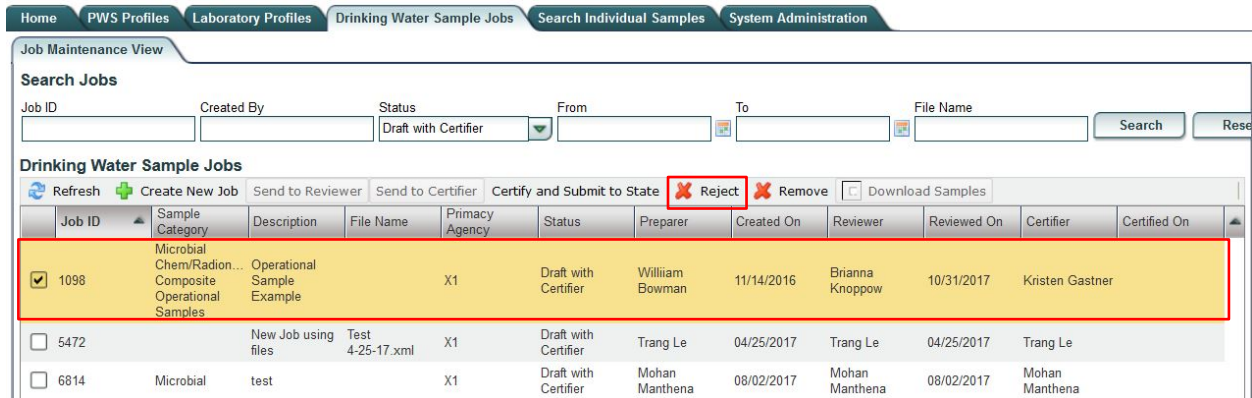 Home PWS Profiles Laboratory Profiles Drinking Water Sample Jobs Search Individual Samples System Administration
Job Maintenance View
Search Jobs
Job ID Created By Status From To File Name
Draft with Certifier Search Rese
Drinking Water Sample Jobs
Refresh Create New Job Send to Reviewer Send to Certifier Certify and Submit to State Reject Remove Download Samples
Job ID Sample Category Description File Name Primacy Agency Status Preparer Created On Reviewer Reviewed On Certifier Certified On
1098 Microbial Chem/Radion... Composite Operational Samples Operational Sample Example X1 Draft with Certifier Williiam Bowman 11/14/2016 Brianna Knoppow 10/31/2017 Kristen Gastner
5472 New Job using files Test 4-25-17.xml X1 Draft with Certifier Trang Le 04/25/2017 Trang Le 04/25/2017 Trang Le
6814 Microbial test X1 Draft with Certifier Mohan Manthena 08/02/2017 Mohan Manthena 08/02/2017 Mohan Manthena